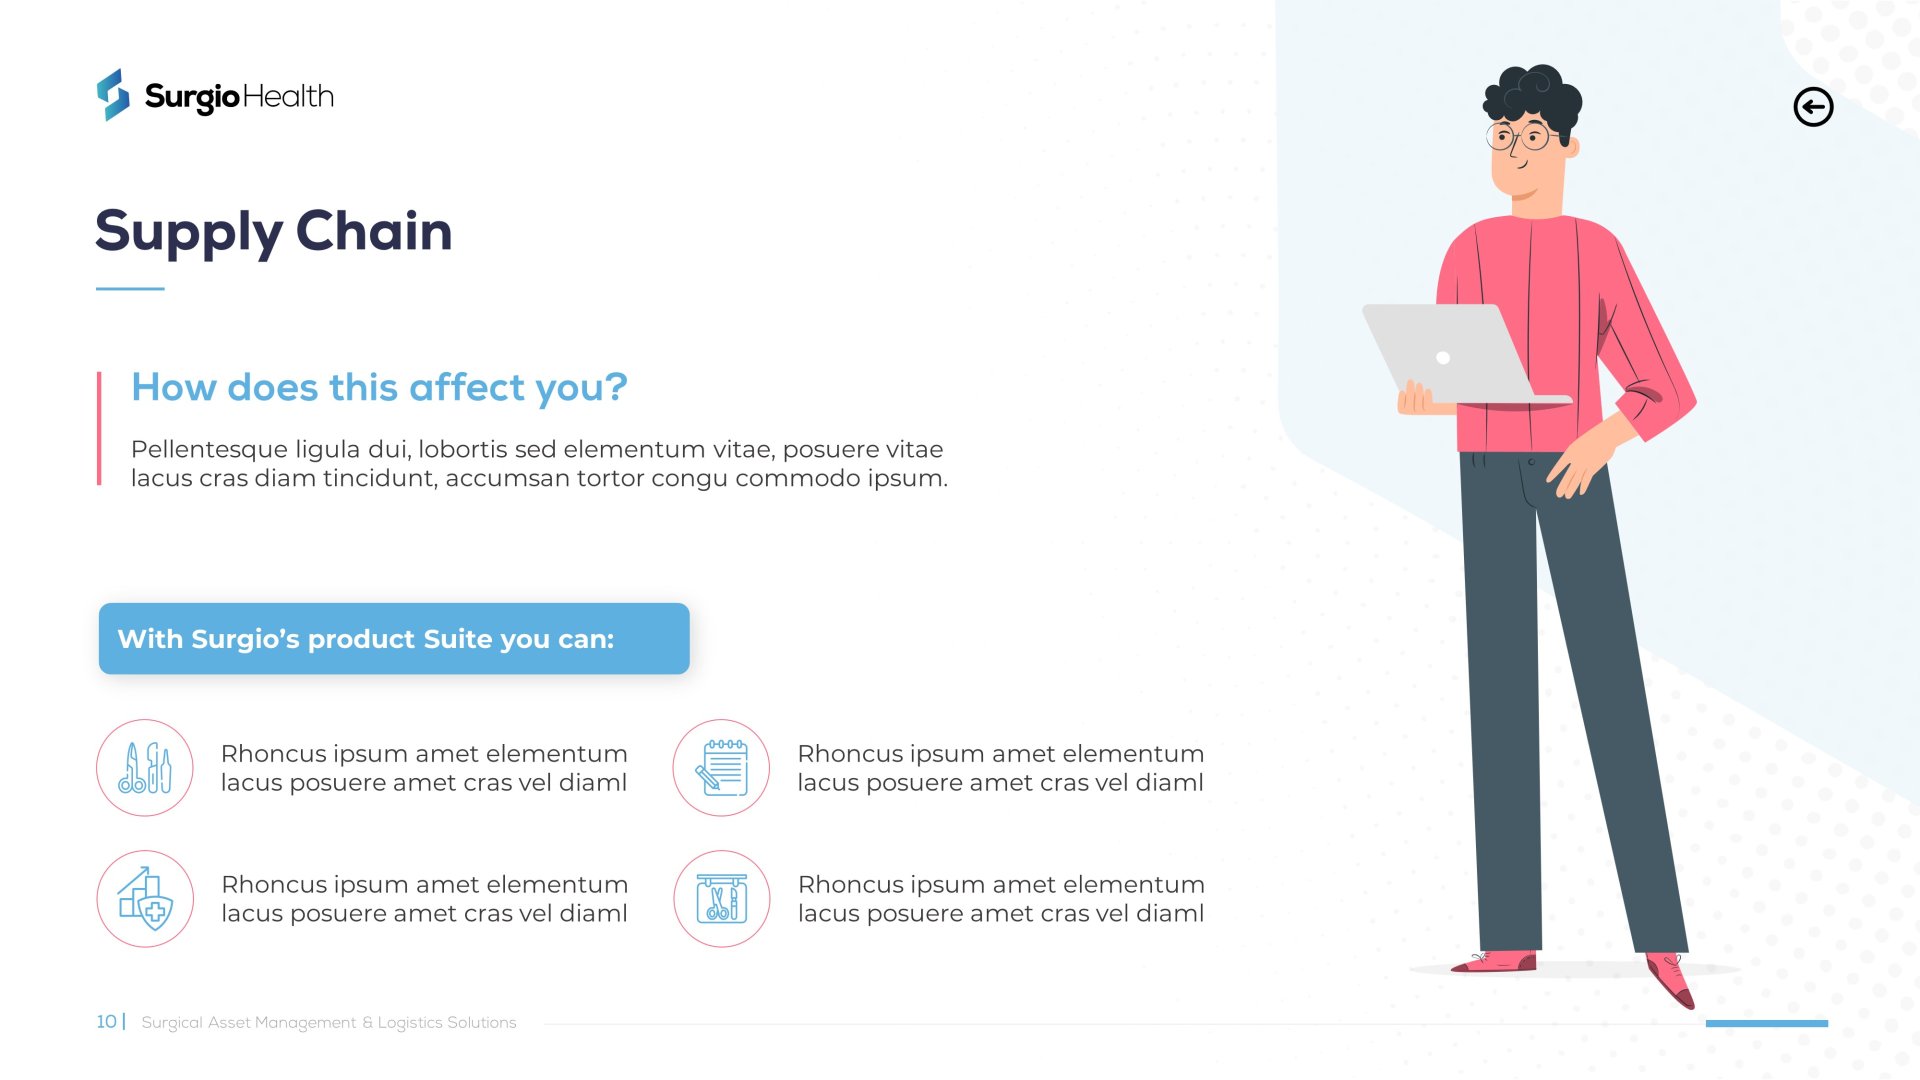 Surgio Health
Supply Chain
How does this affect you?
Pellentesque ligula dui, lobortis sed elementum vitae, posuere vitae
lacus cras diam tincidunt, accumsan tortor congu commodo ipsum.
With Surgio’s product Suite you can:
Rhoncus ipsum amet elementum
lacus posuere amet cras vel diaml
Rhoncus ipsum amet elementum
lacus posuere amet cras vel diaml
Rhoncus ipsum amet elementum
lacus posuere amet cras vel diaml
Rhoncus ipsum amet elementum
lacus posuere amet cras vel diaml
10 | Surgical Asset Management & Logistics Solutions